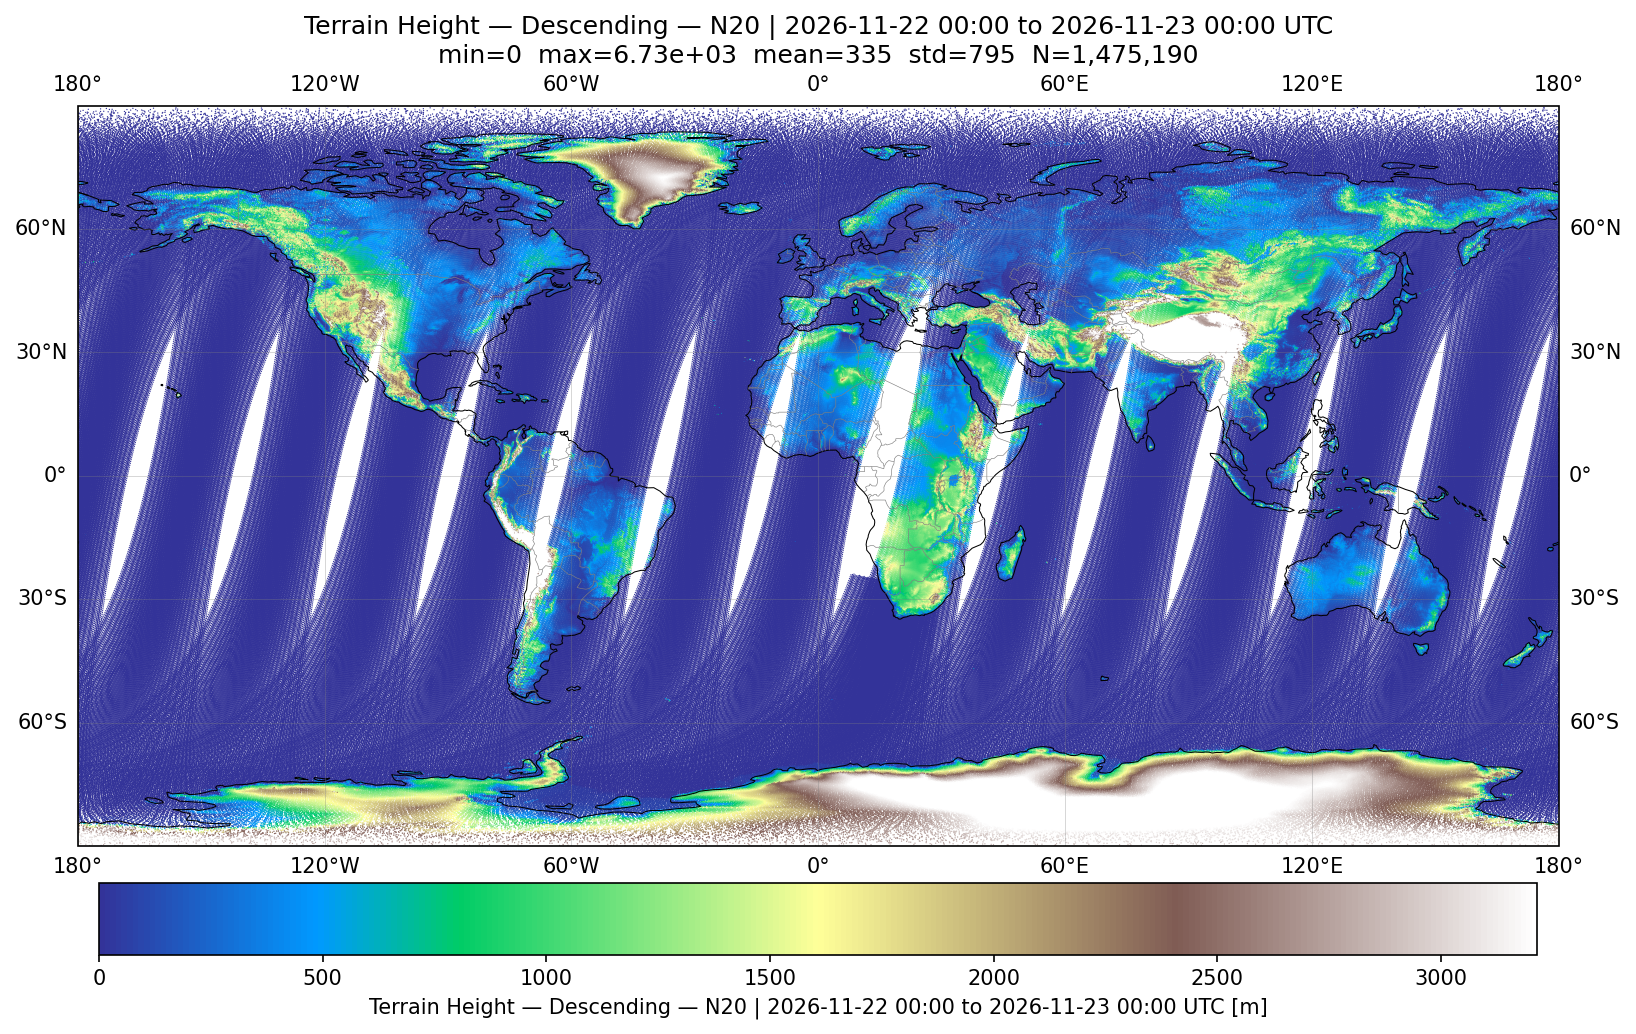 Terrain Height — Descending — N20 | 2026-11-22 00:00 to 2026-11-23 00:00 UTC
min=0  max=6.73e+03  mean=335  std=795  N=1,475,190
180° 120°W 60°W 0° 60°E 120°E 180°
60°N 60°N
30°N 30°N
0° 0°
30°S 30°S
60°S 60°S
180° 120°W 60°W 0° 60°E 120°E 180°
0 500 1000 1500 2000 2500 3000
Terrain Height — Descending — N20 | 2026-11-22 00:00 to 2026-11-23 00:00 UTC [m]